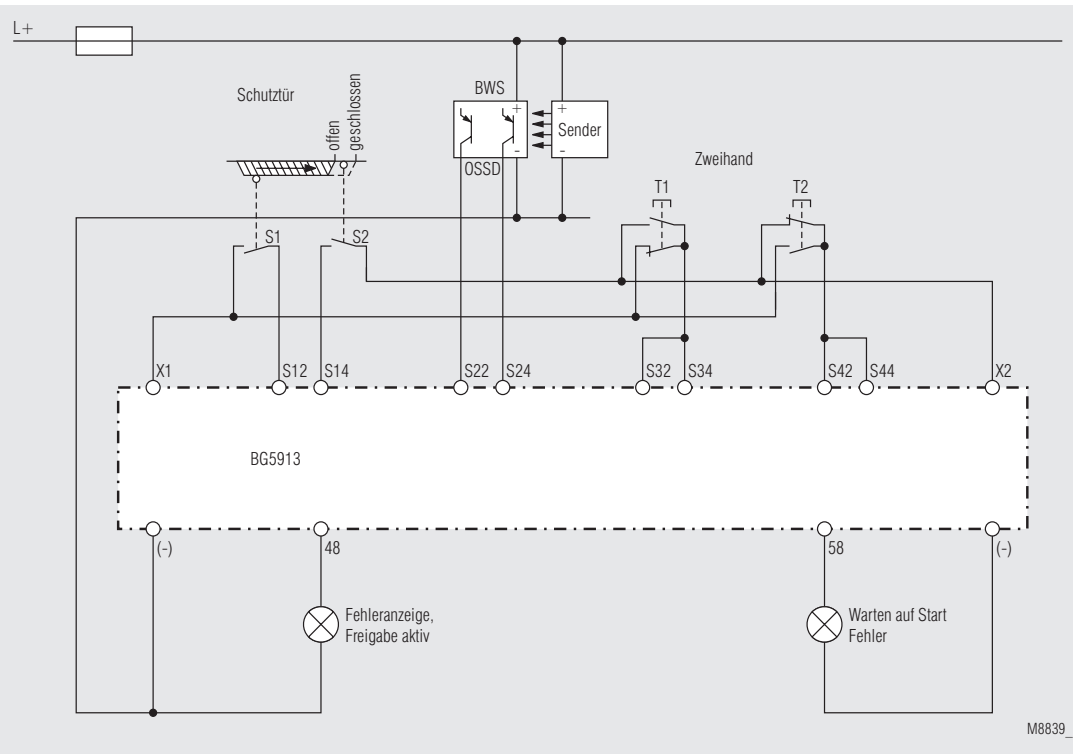 L+
Schutztür
offen
geschlossen
BWS
+
-
OSSD
+
Sender
-
Zweihand
T1
T2
S1
S2
X1
S12
S14
S22
S24
S32
S34
S42
S44
X2
BG5913
(-)
48
58
(-)
Fehleranzeige,
Freigabe aktiv
Warten auf Start
Fehler
M8839_